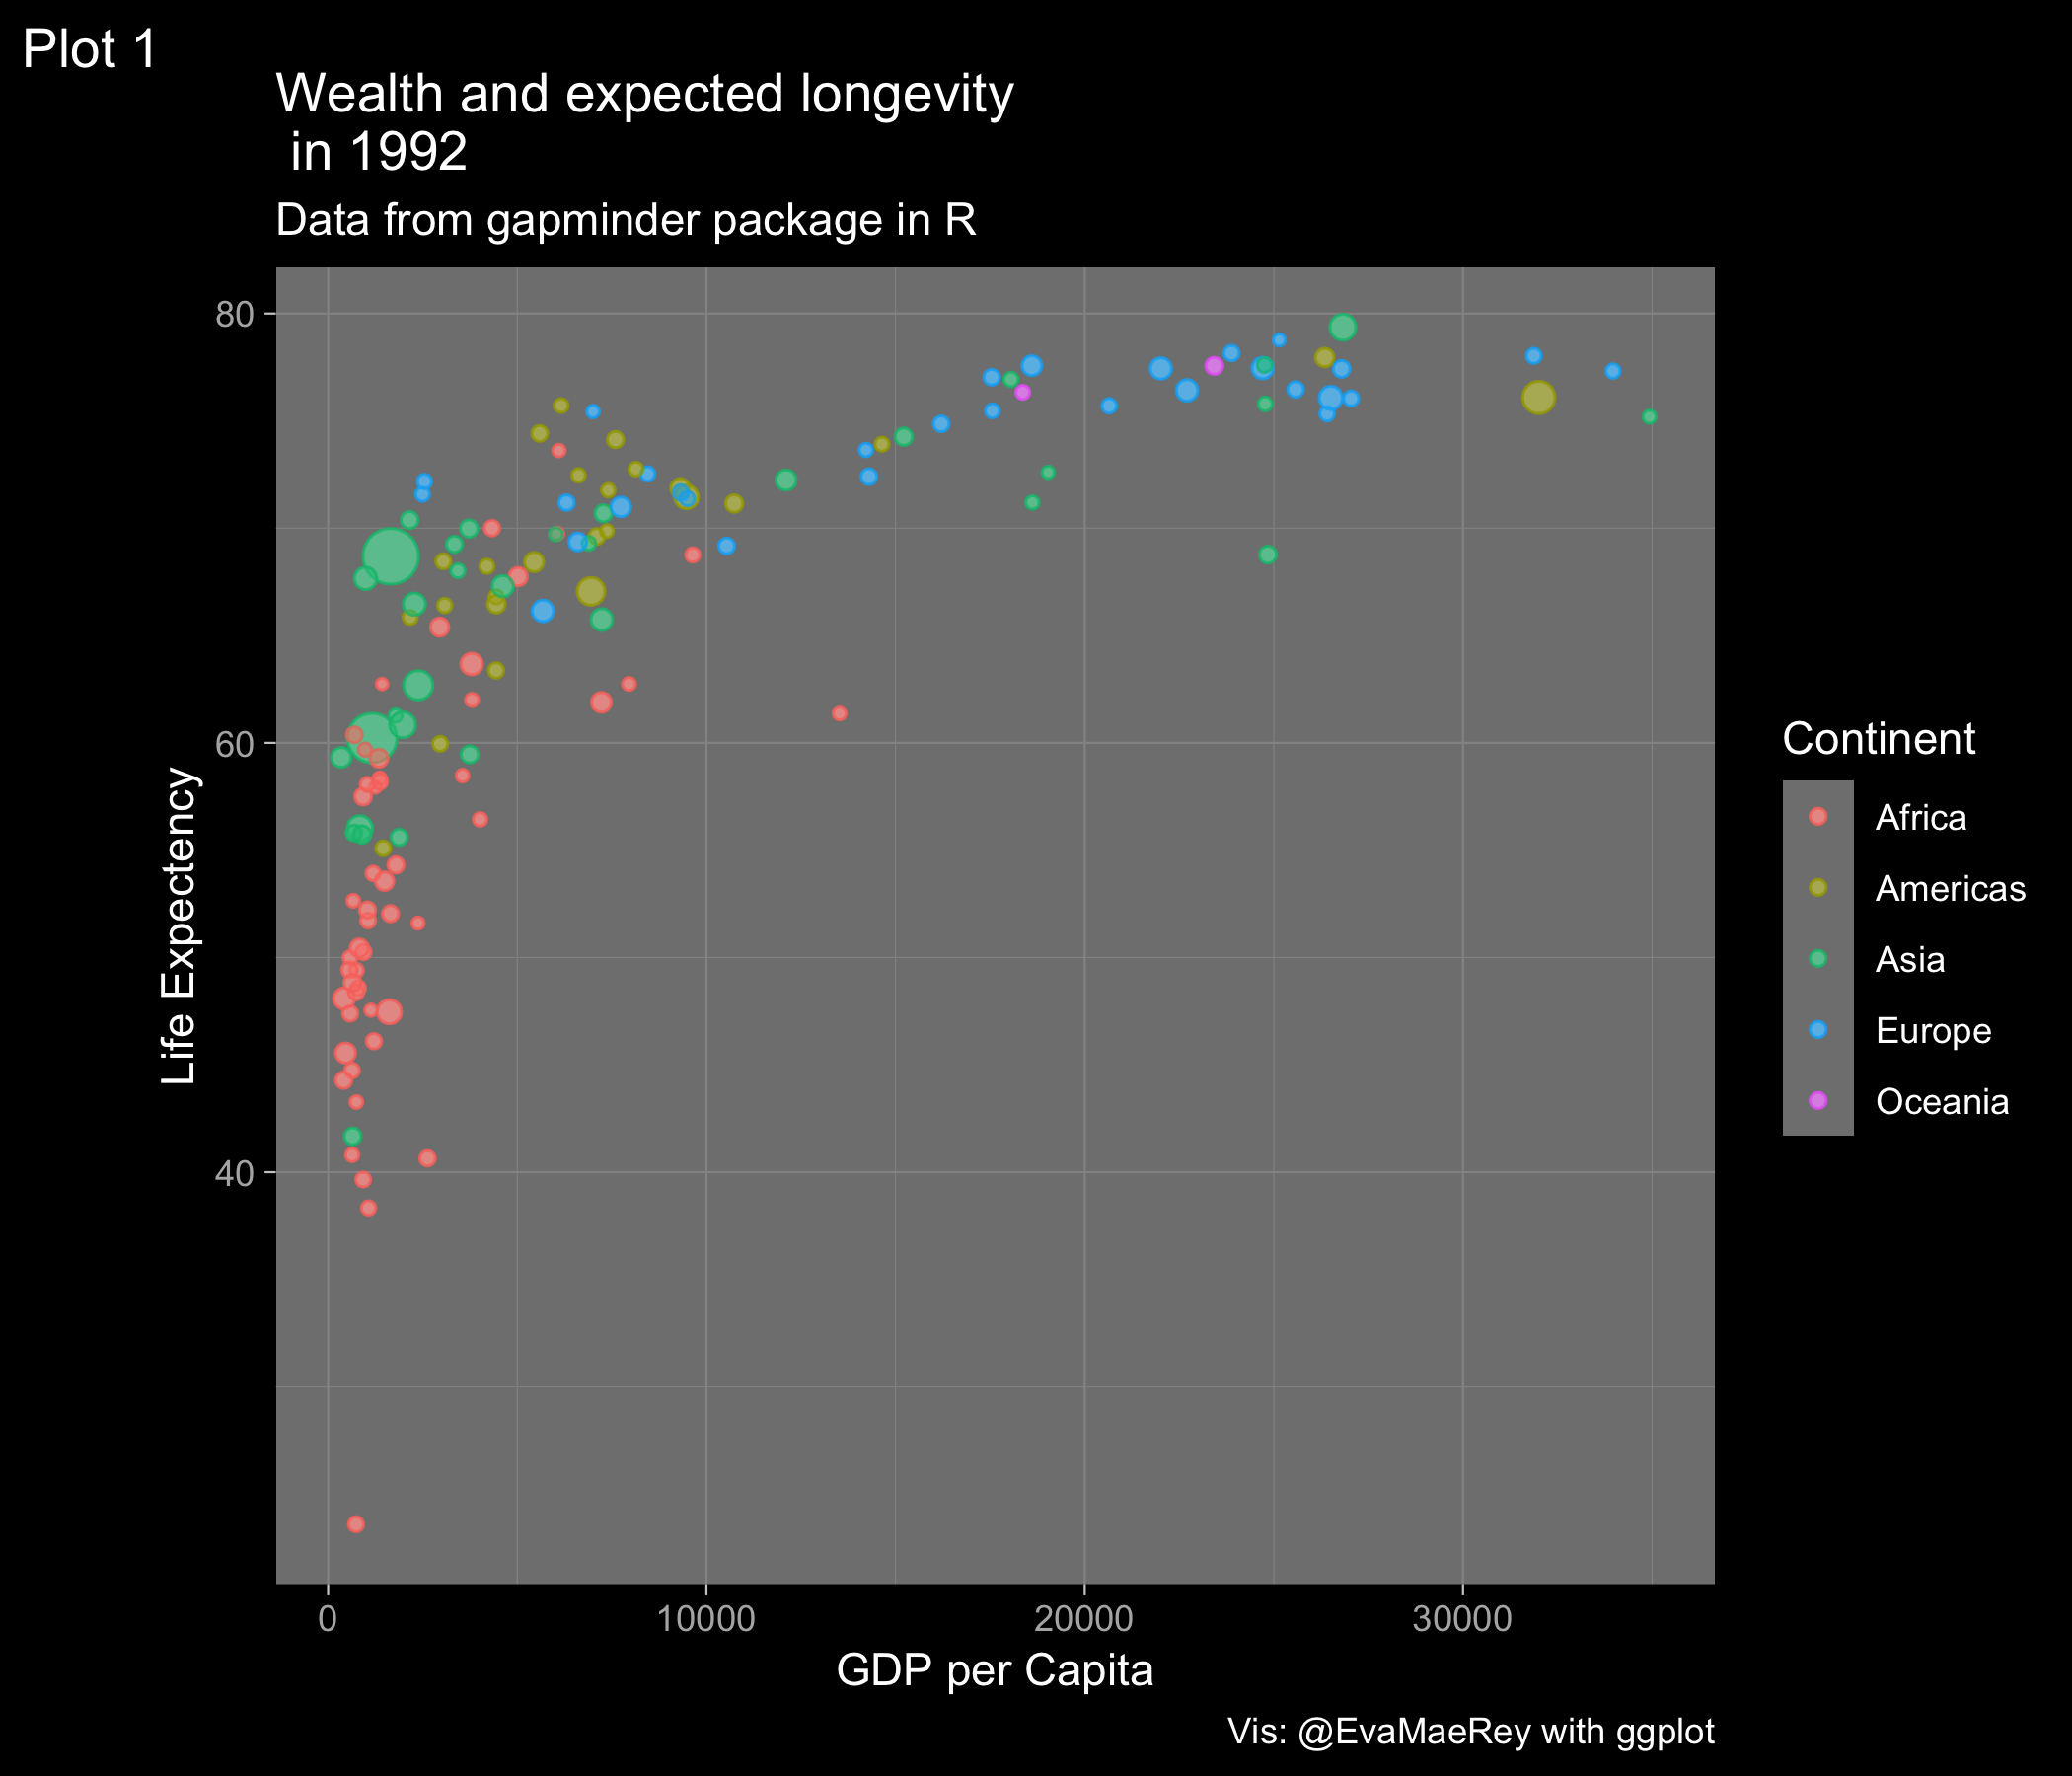 Plot 1
Wealth and expected longevity
in 1992
Data from gapminder package in R
80
60
40
Life Expectency
0 10000 20000 30000
GDP per Capita
Continent
Africa
Americas
Asia
Europe
Oceania
Vis: @EvaMaeRey with ggplot